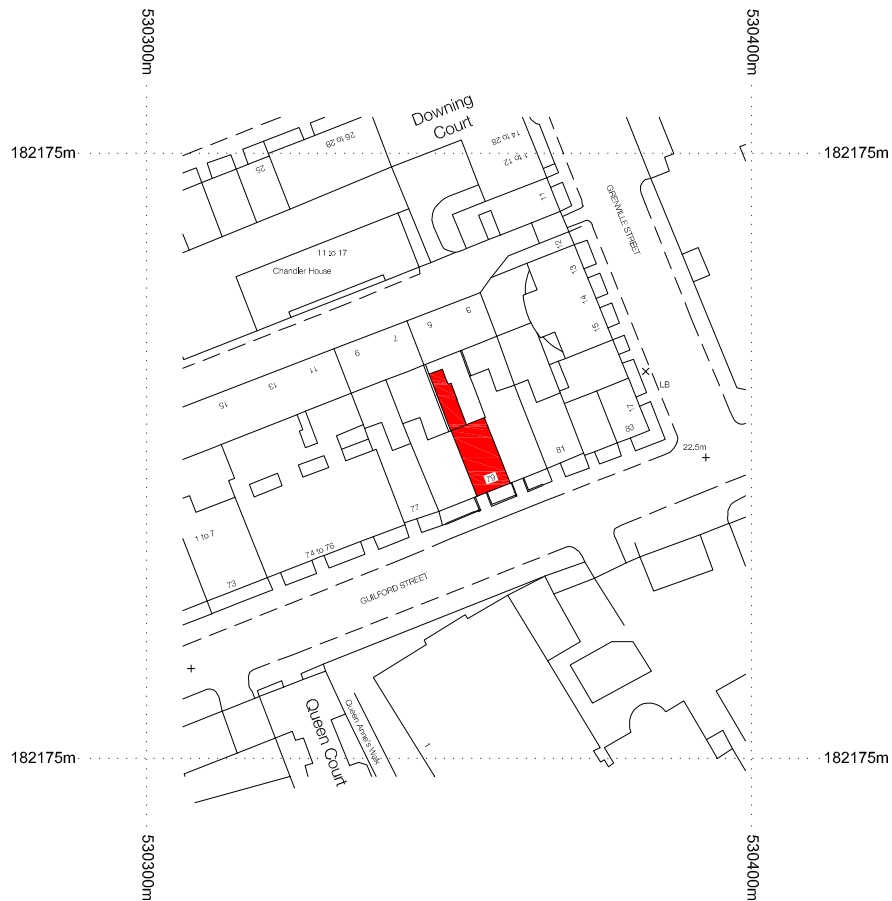 530300m
530400m
Downing
Court
182175m
182175m
26 to 28
14 to 28
1 to 12
25
11
GRENVILLE STREET
12
11 to 17
Chandler House
13
14
15
3
5
7
9
11
13
15
LB
17
83
22.5m
81
79
77
1 to 7
74 to 76
73
GUILFORD STREET
Queen Court
Queen Anne's Walk
1
182175m
182175m
530300m
530400m